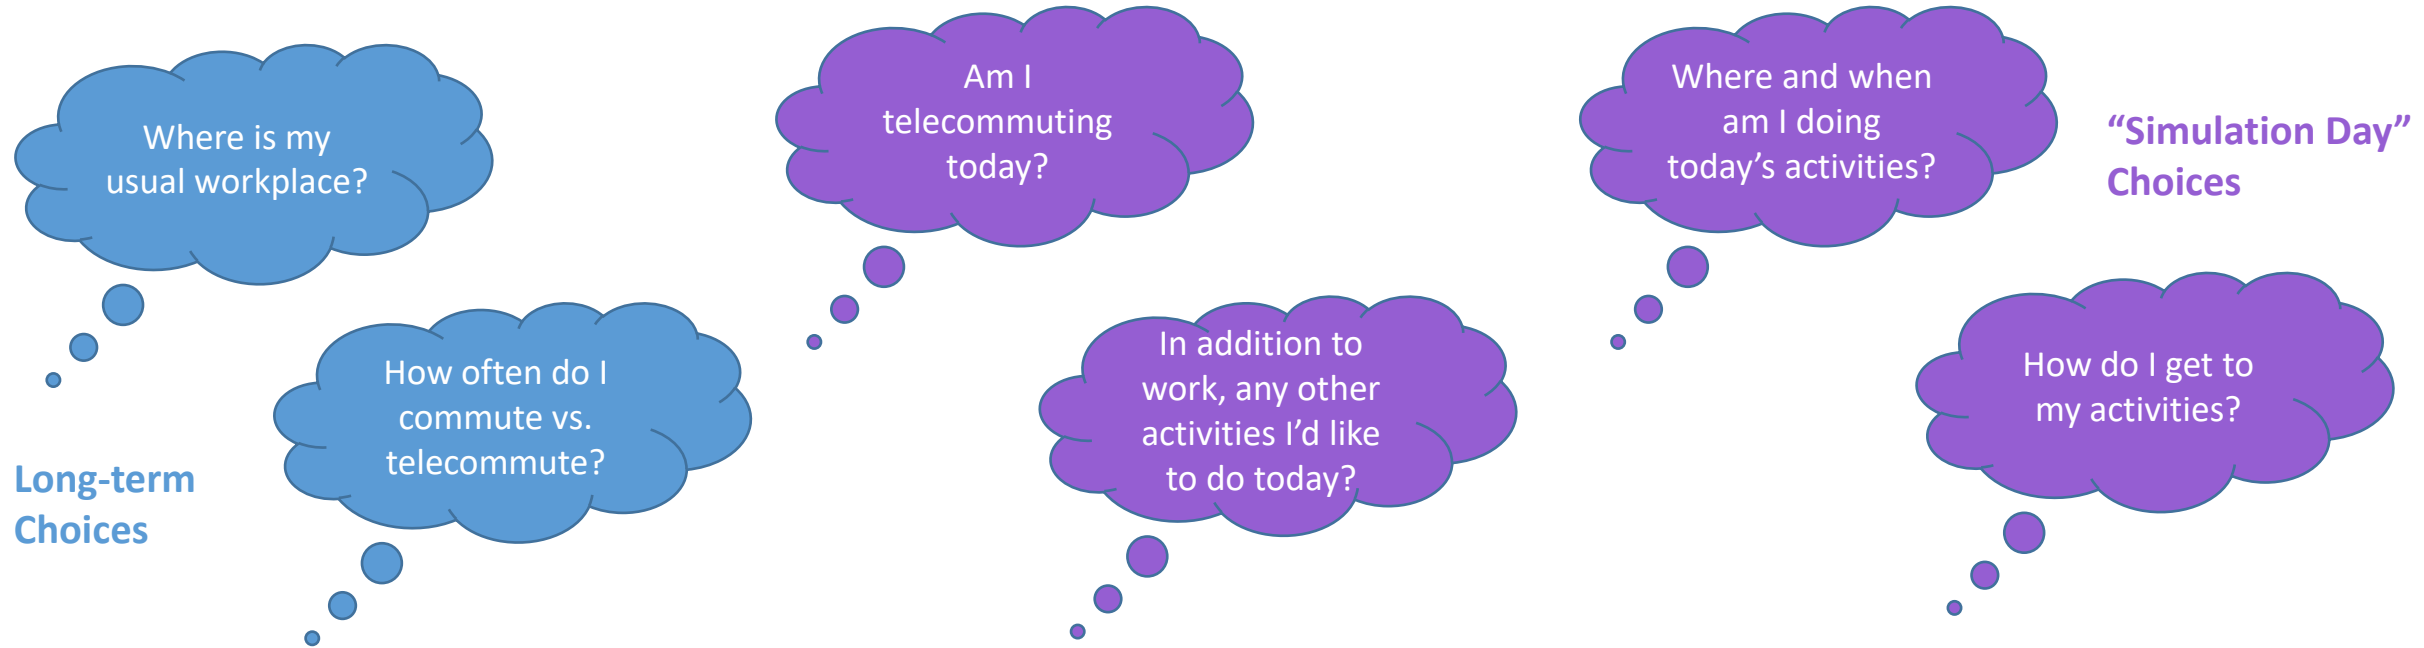 Where is my
usual workplace?
How often do I
commute vs.
telecommute?
Long-term
Choices
Am I
telecommuting
today?
In addition to
work, any other
activities I’d like
to do today?
Where and when
am I doing
today’s activities?
How do I get to
my activities?
“Simulation Day”
Choices